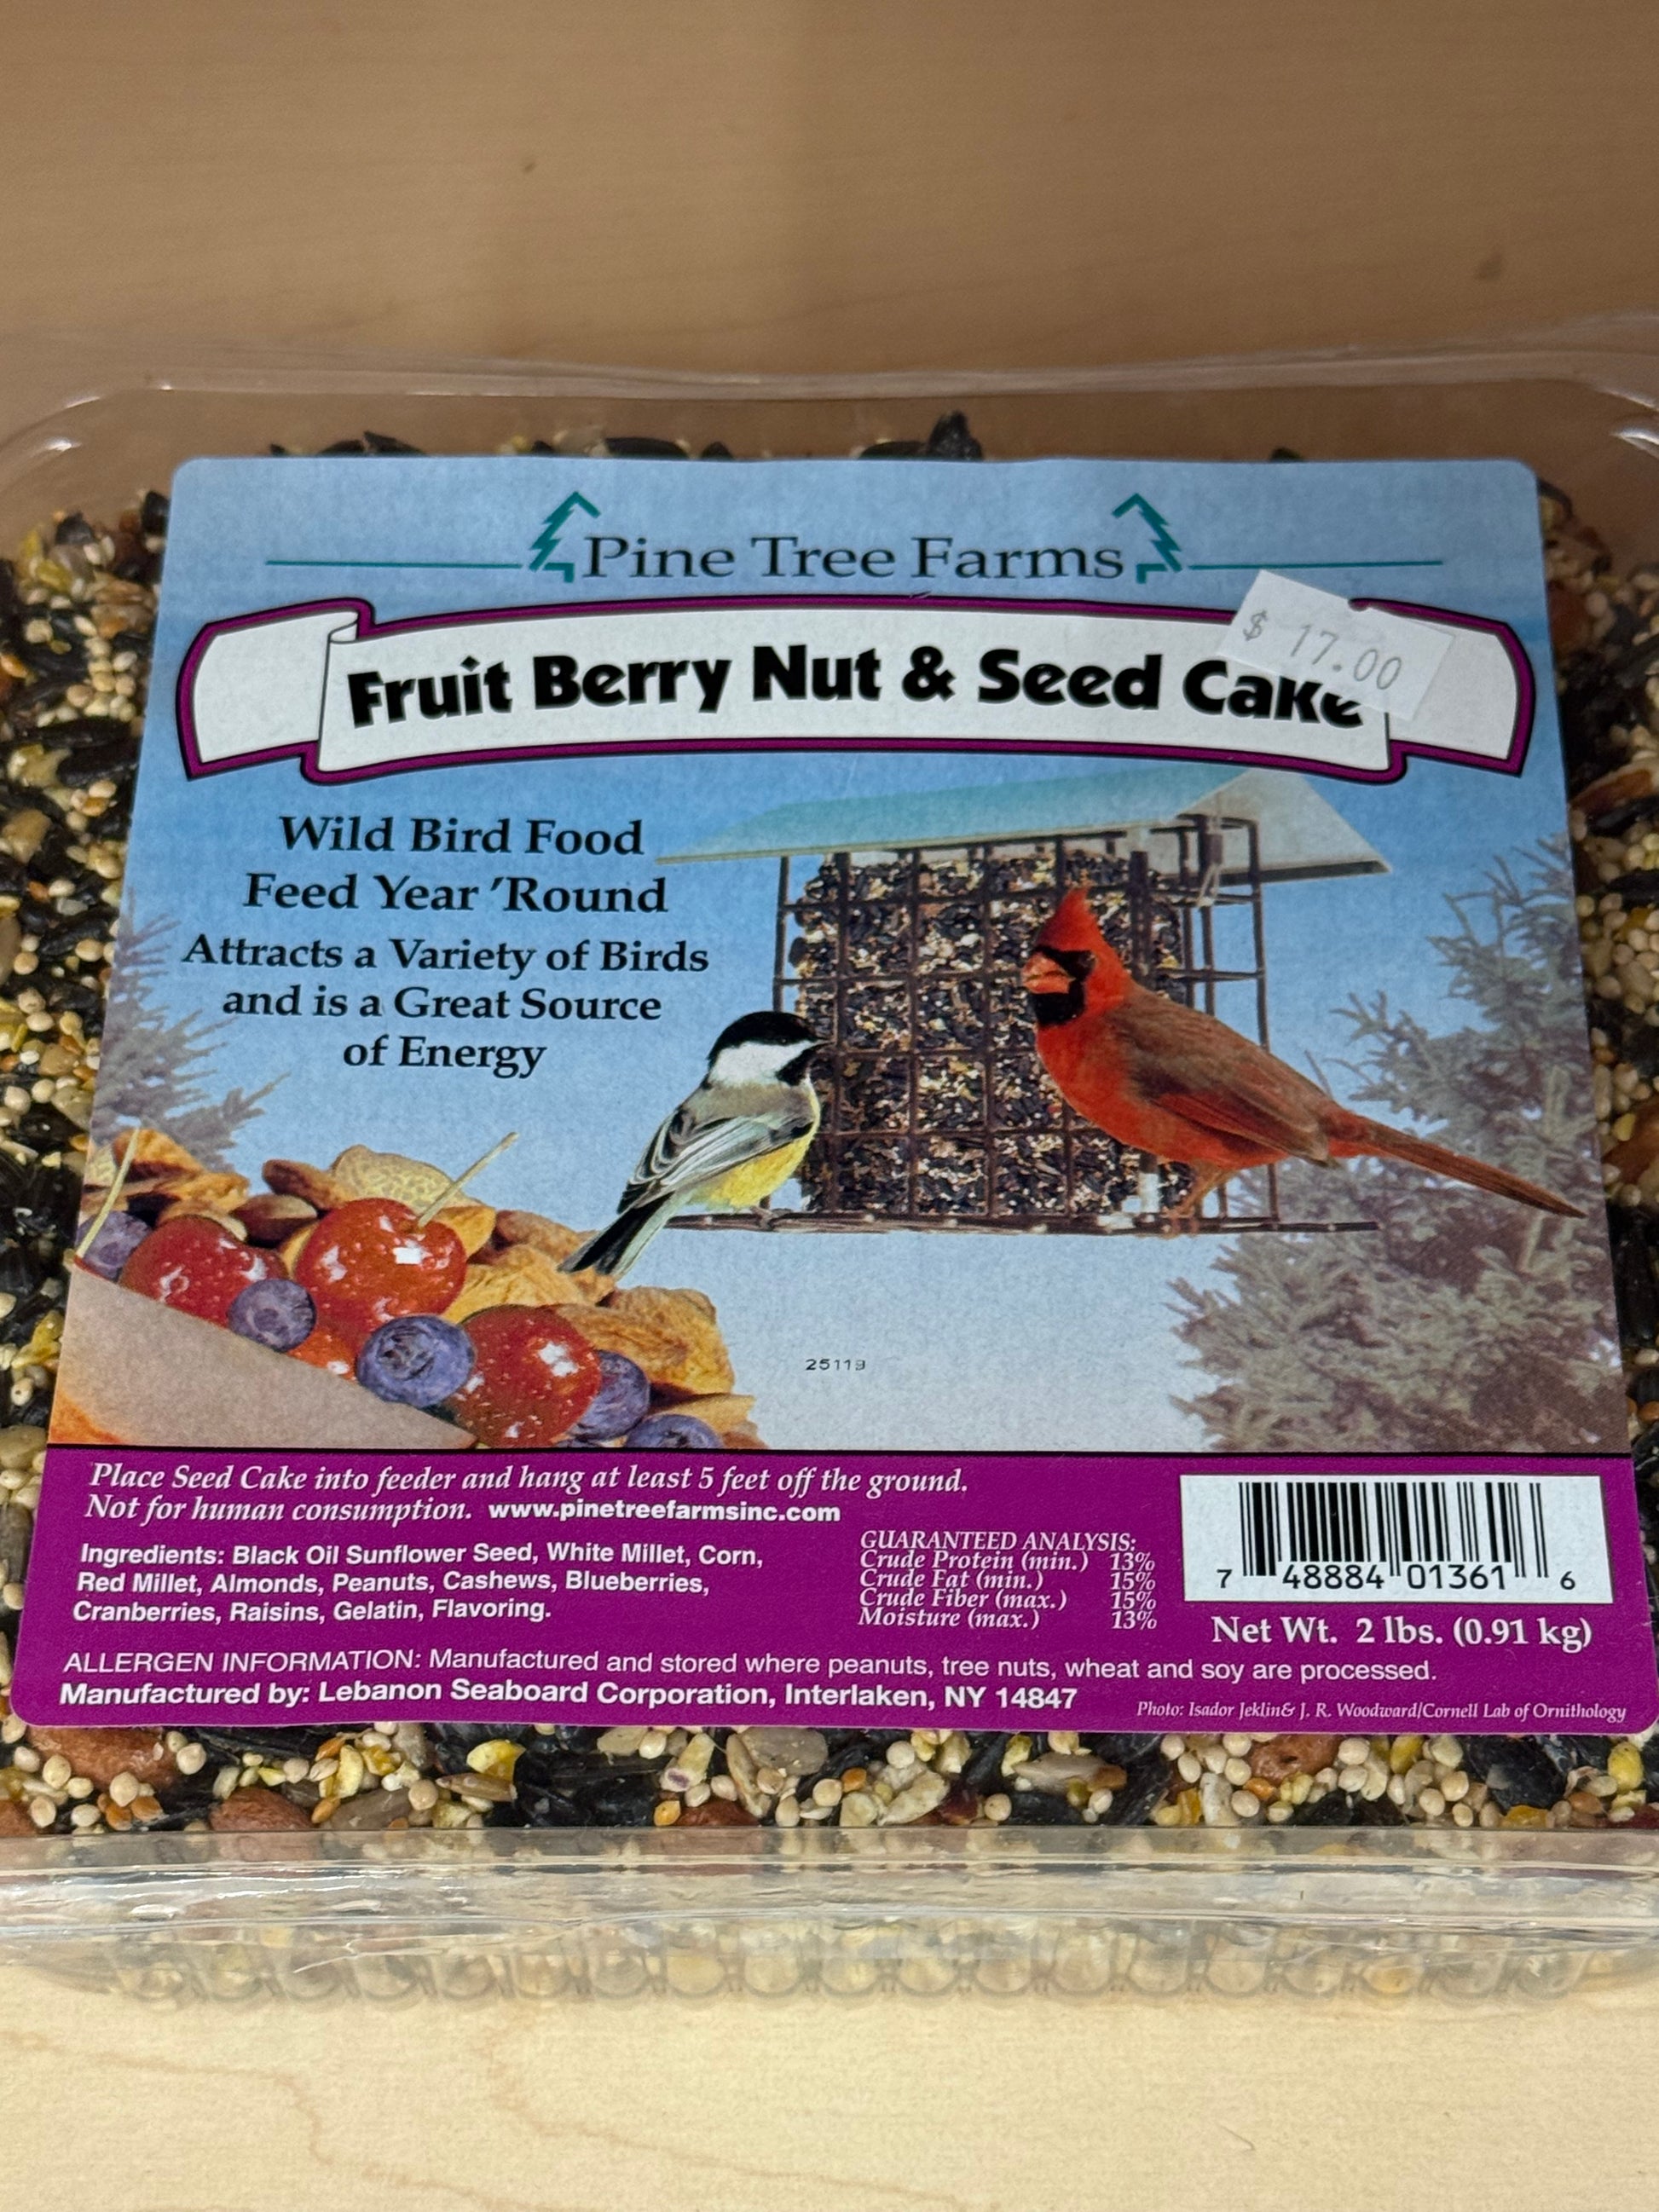 Pine Tree Farms
$ 17.00
Fruit Berry Nut & Seed Cake
Wild Bird Food
Feed Year 'Round
Attracts a Variety of Birds
and is a Great Source
of Energy
25119
Place Seed Cake into feeder and hang at least 5 feet off the ground.
Not for human consumption. www.pinetreefarmsinc.com
Ingredients: Black Oil Sunflower Seed, White Millet, Corn,
Red Millet, Almonds, Peanuts, Cashews, Blueberries,
Cranberries, Raisins, Gelatin, Flavoring.
GUARANTEED ANALYSIS:
Crude Protein (min.) 13%
Crude Fat (min.) 15%
Crude Fiber (max.) 15%
Moisture (max.) 13%
7 48884 01361 6
Net Wt. 2 lbs. (0.91 kg)
ALLERGEN INFORMATION: Manufactured and stored where peanuts, tree nuts, wheat and soy are processed.
Manufactured by: Lebanon Seaboard Corporation, Interlaken, NY 14847
Photo: Isador Jeklin& J. R. Woodward/Cornell Lab of Ornithology